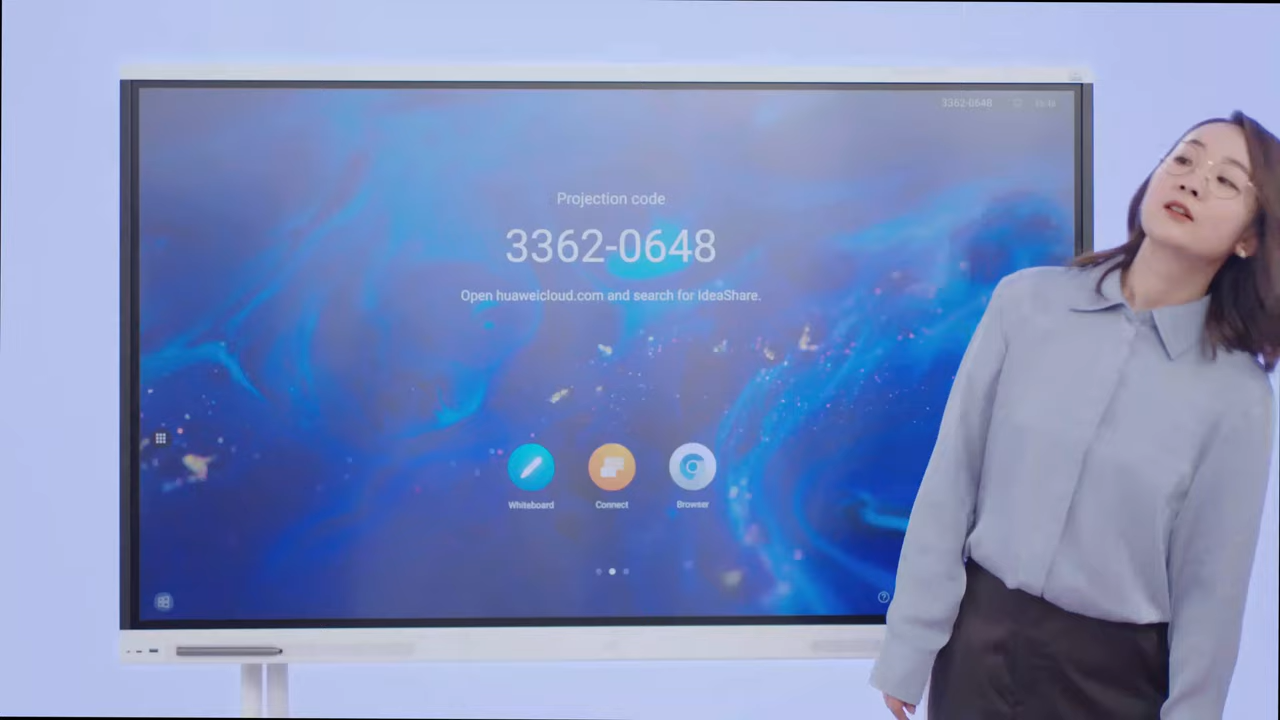 3362-0648
Projection code
3362-0648
Open huaweicloud.com and search for IdeaShare.
Whiteboard
Connect
Browser